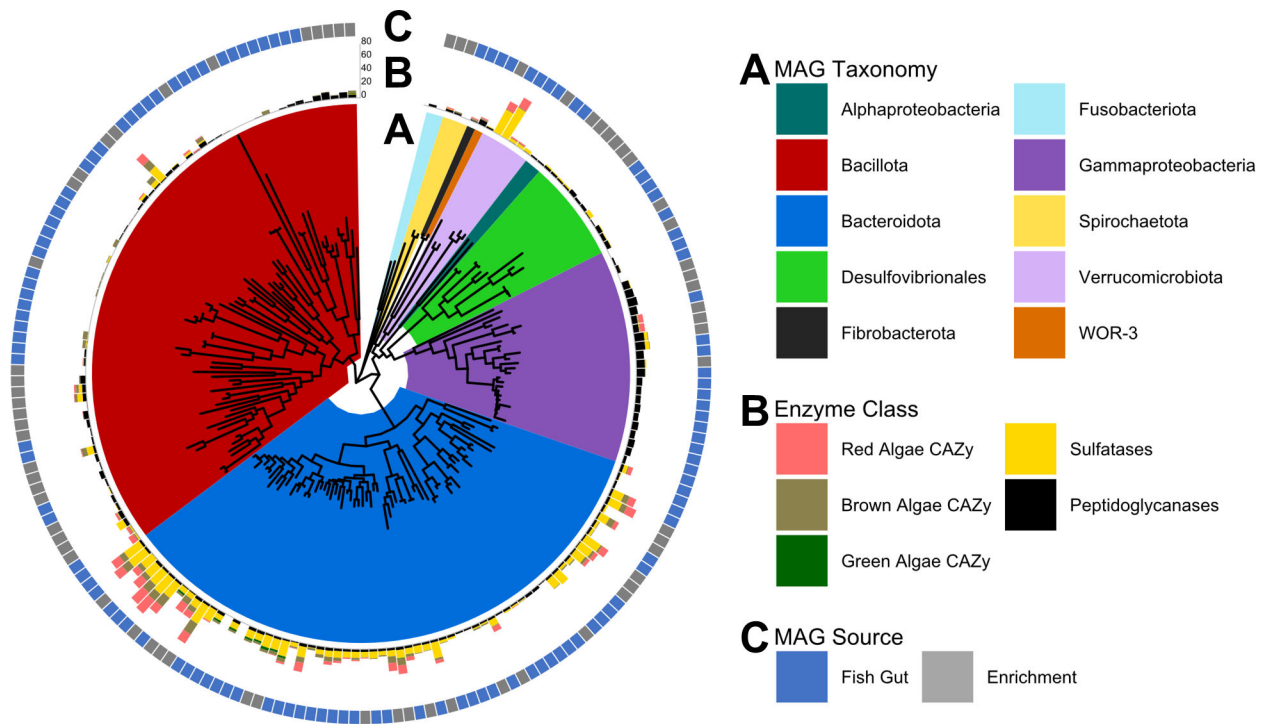 C
B
A
80
60
40
20
0
A MAG Taxonomy
Alphaproteobacteria
Fusobacteriota
Bacillota
Gammaproteobacteria
Bacteroidota
Spirochaetota
Desulfovibrionales
Verrucomicrobiota
Fibrobacterota
WOR-3
B Enzyme Class
Red Algae CAZy
Sulfatases
Brown Algae CAZy
Peptidoglycanases
Green Algae CAZy
C MAG Source
Fish Gut
Enrichment